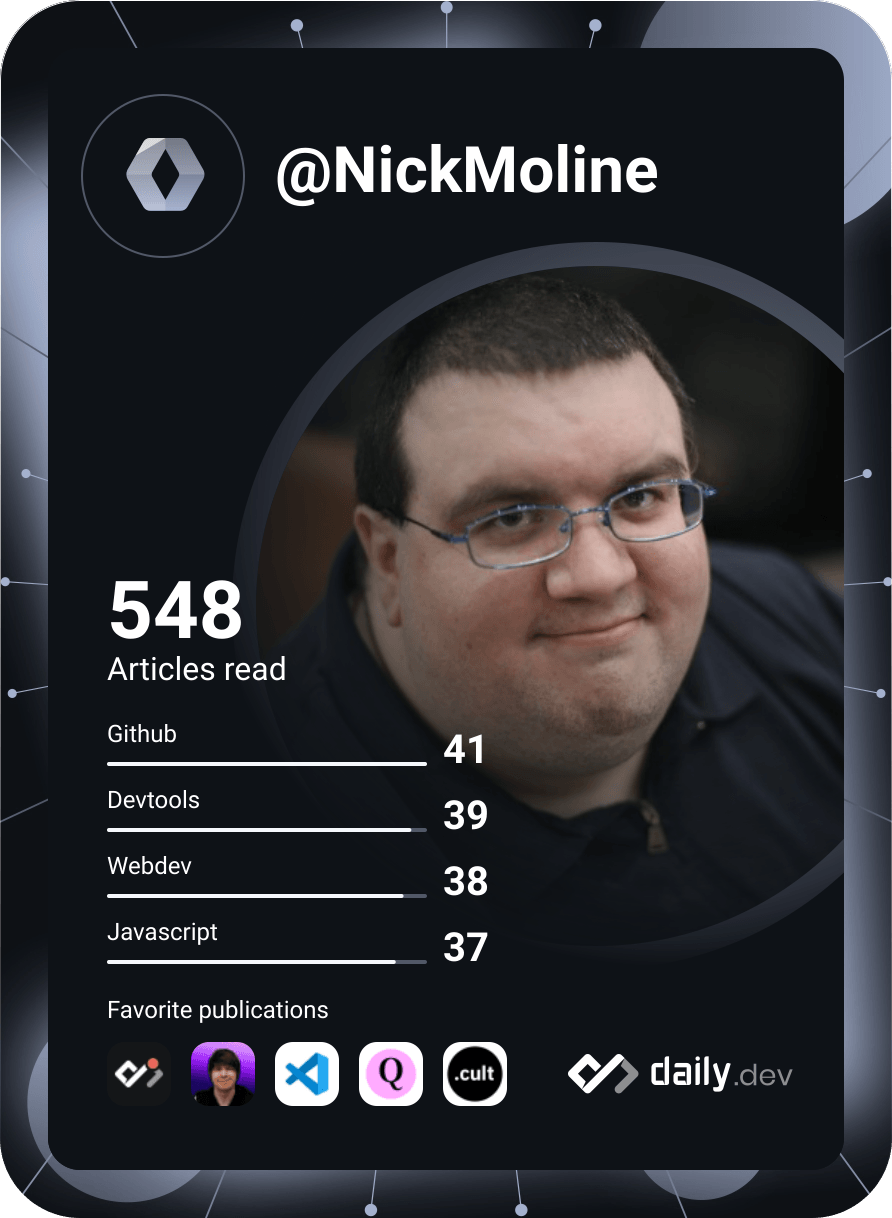 @NickMoline
548
Articles read
Github
41
Devtools
39
Webdev
38
Javascript
37
Favorite publications
Q
.cult
daily.dev